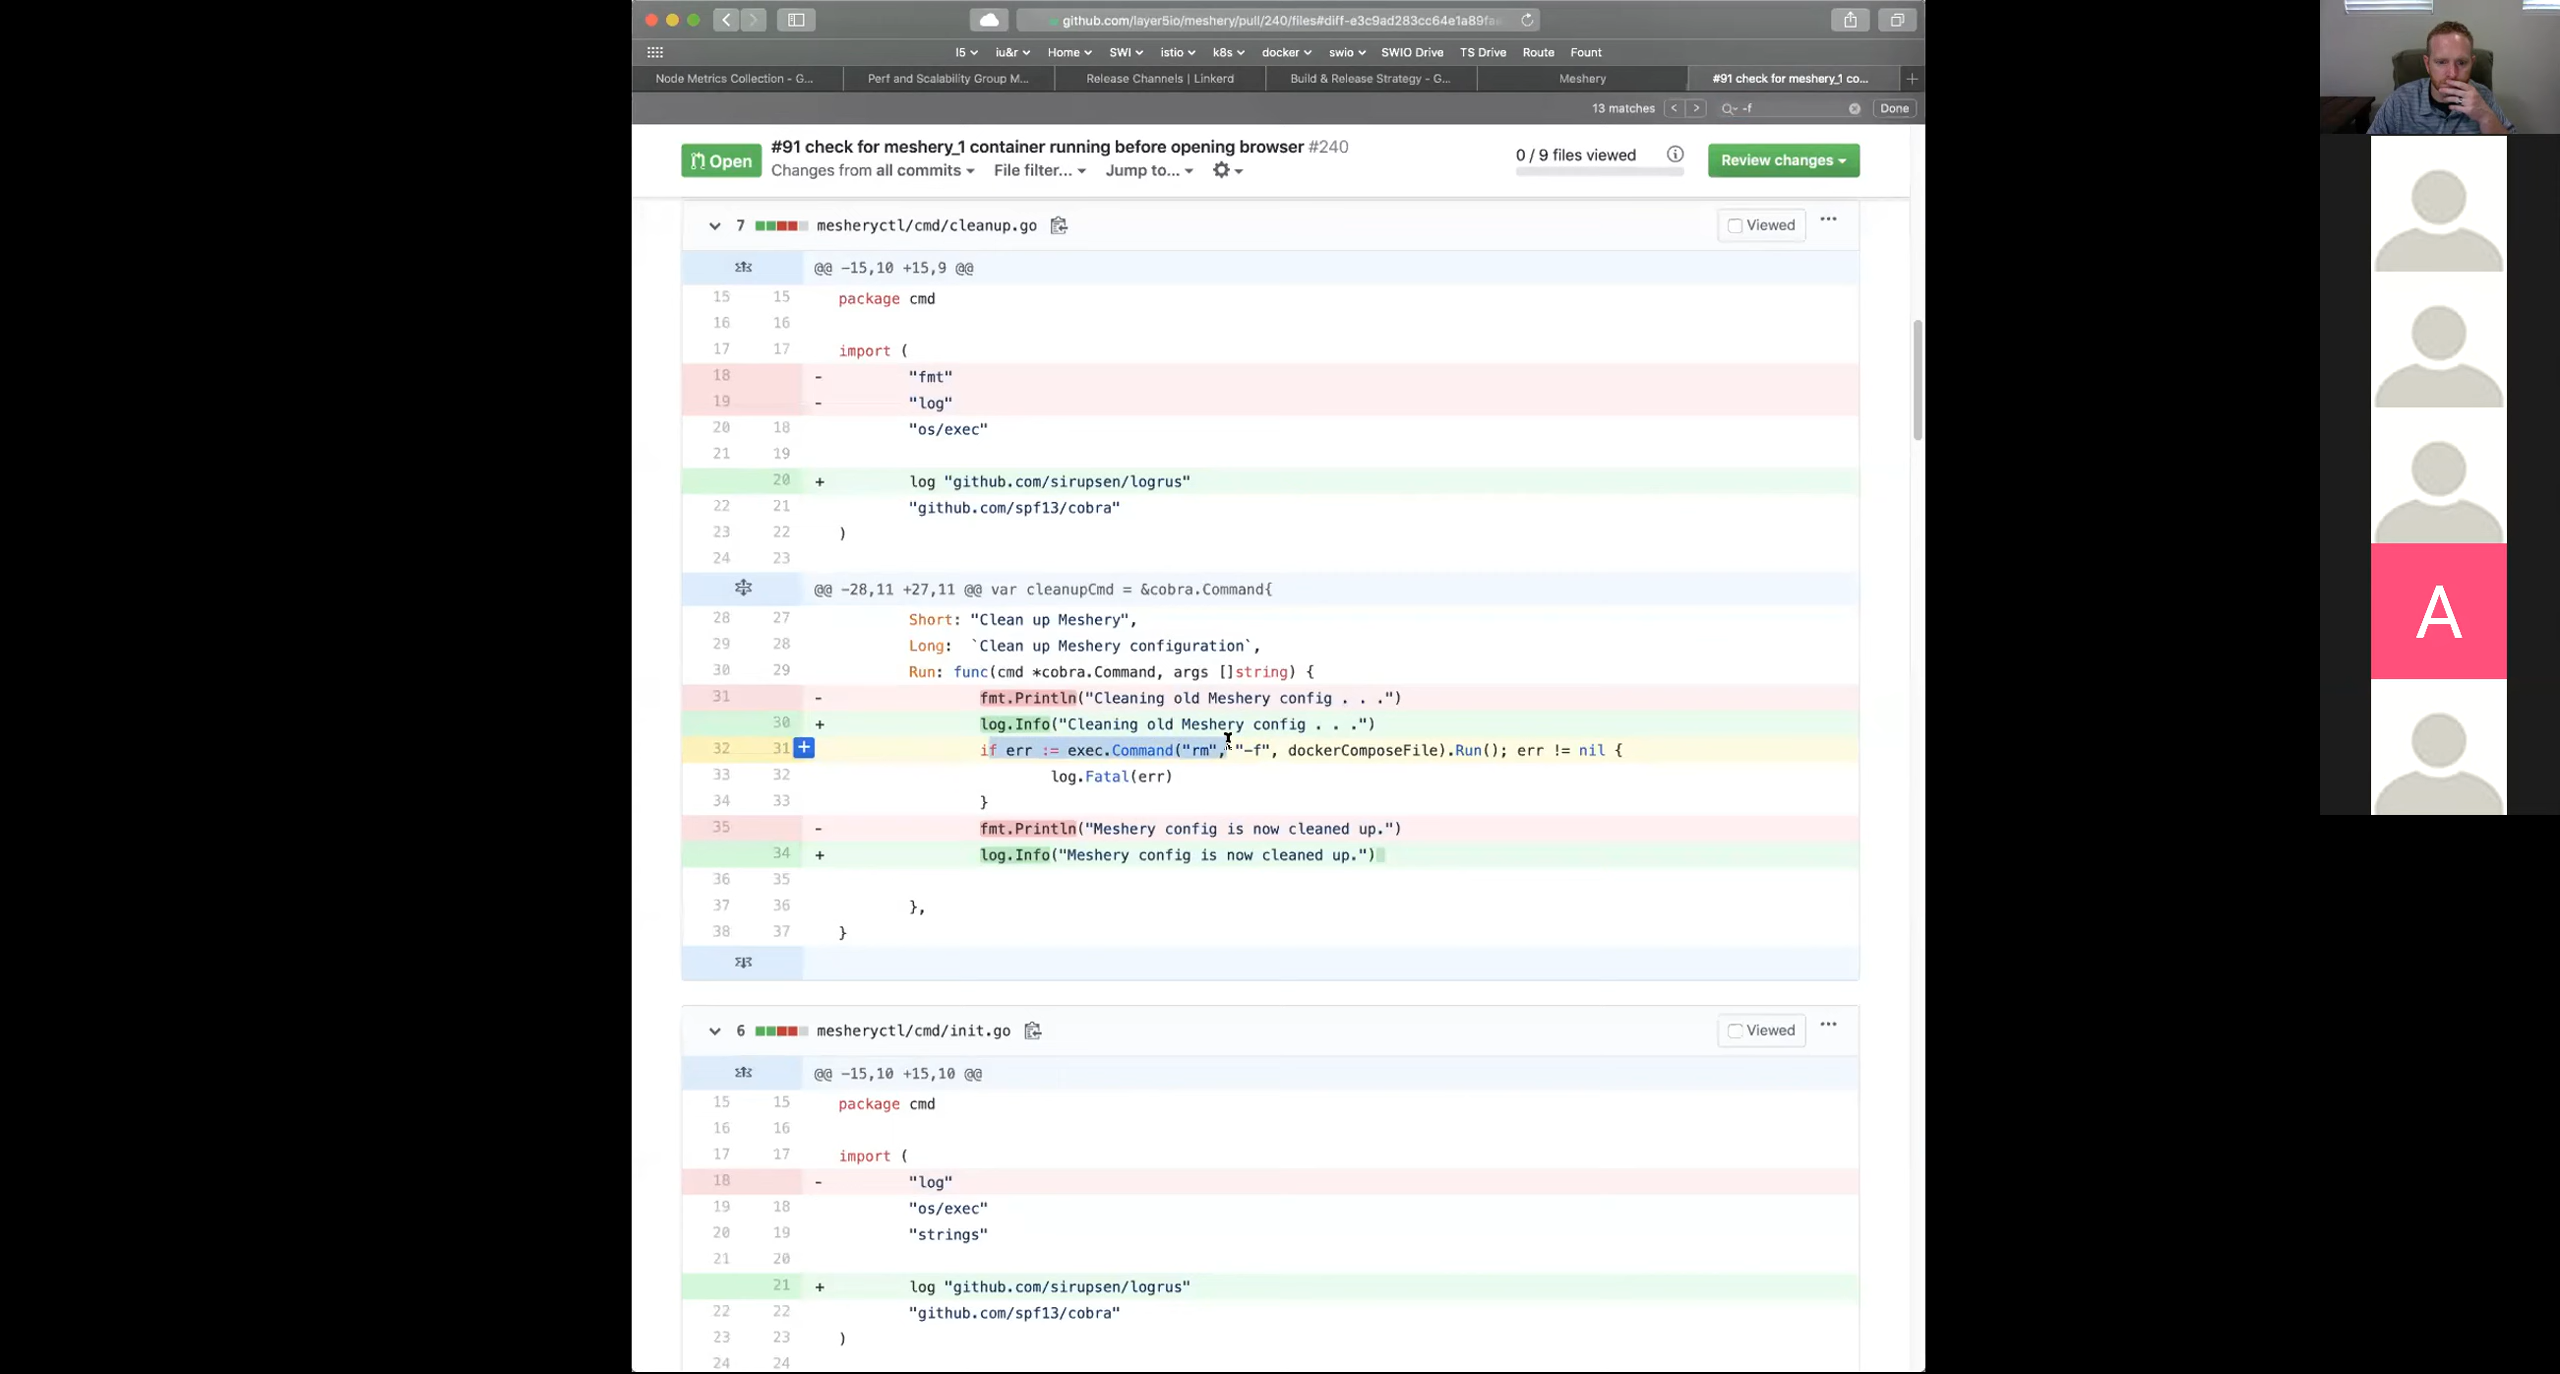 github.com/layer5io/meshery/pull/240/files#diff-e3c9ad283cc64e1a89fa
l5 iu&r Home SWI istio k8s docker swio SWIO Drive TS Drive Route Fount
Node Metrics Collection - G... Perf and Scalability Group M... Release Channels | Linkerd Build & Release Strategy - G... Meshery #91 check for meshery_1 co...
13 matches < > -f Done
Open #91 check for meshery_1 container running before opening browser #240
Changes from all commits File filter... Jump to...
0 / 9 files viewed
Review changes
7 mesheryctl/cmd/cleanup.go Viewed ...
@@ -15,10 +15,9 @@
15 15 package cmd
16 16
17 17 import (
18 - "fmt"
19 - "log"
20 18 "os/exec"
21 19
20 + log "github.com/sirupsen/logrus"
22 21 "github.com/spf13/cobra"
23 22 )
24 23
@@ -28,11 +27,11 @@ var cleanupCmd = &cobra.Command{
28 27 Short: "Clean up Meshery",
29 28 Long: `Clean up Meshery configuration`,
30 29 Run: func(cmd *cobra.Command, args []string) {
31 - fmt.Println("Cleaning old Meshery config . . .")
30 + log.Info("Cleaning old Meshery config . . .")
32 31 + if err := exec.Command("rm", "-f", dockerComposeFile).Run(); err != nil {
33 32 log.Fatal(err)
34 33 }
35 - fmt.Println("Meshery config is now cleaned up.")
34 + log.Info("Meshery config is now cleaned up.")
36 35
37 36 },
38 37 }
6 mesheryctl/cmd/init.go Viewed ...
@@ -15,10 +15,10 @@
15 15 package cmd
16 16
17 17 import (
18 - "log"
19 18 "os/exec"
20 19 "strings"
21 20
21 + log "github.com/sirupsen/logrus"
22 22 "github.com/spf13/cobra"
23 23 )
24 24
A